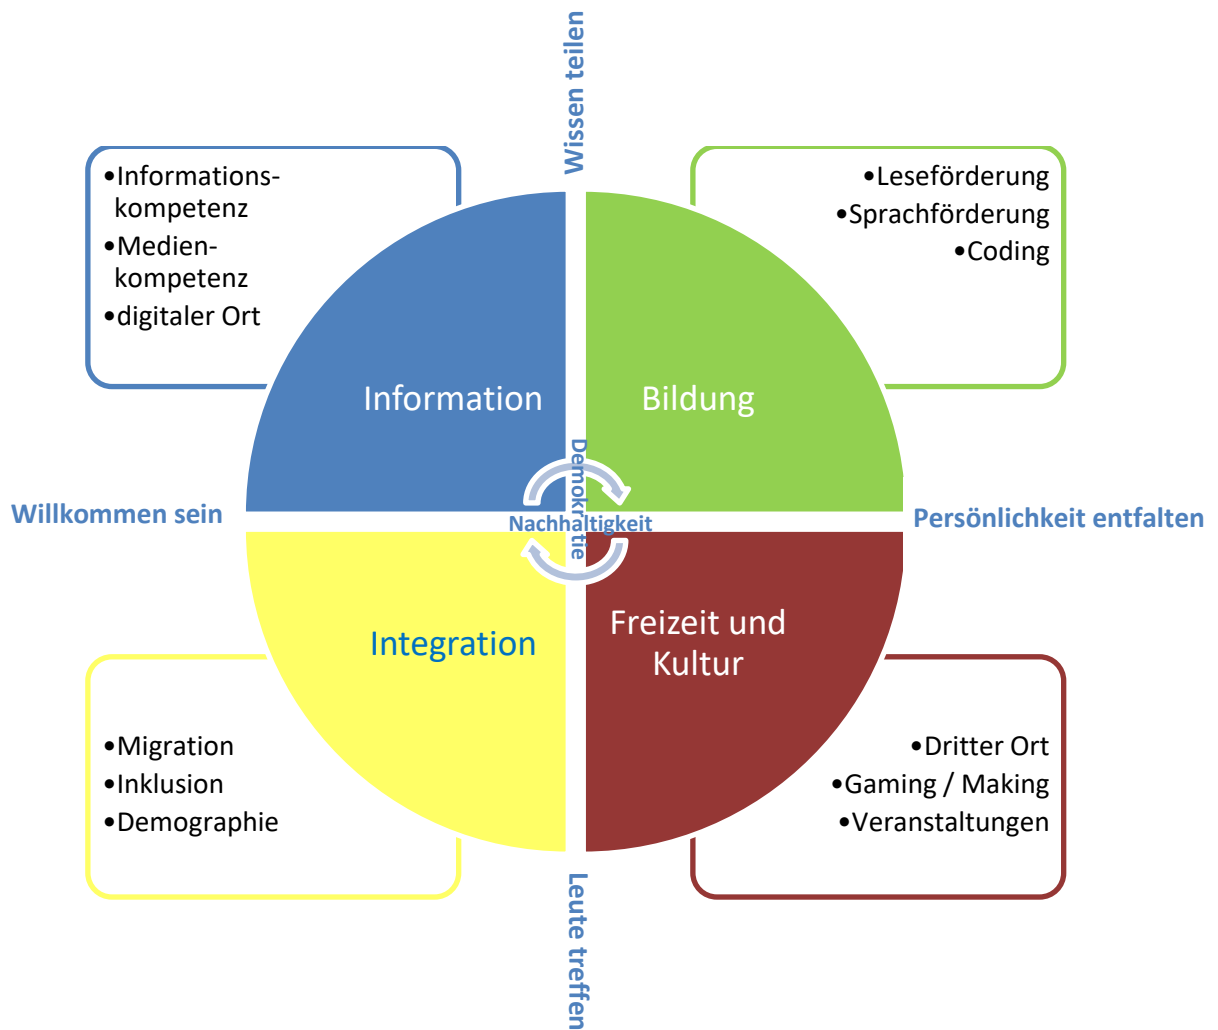 Wissen teilen
•Informations-
kompetenz
•Medien-
kompetenz
•digitaler Ort
•Leseförderung
•Sprachförderung
•Coding
Information
Bildung
Demokratie
Willkommen sein
Nachhaltigkeit
Persönlichkeit entfalten
Integration
Freizeit und
Kultur
•Migration
•Inklusion
•Demographie
•Dritter Ort
•Gaming / Making
•Veranstaltungen
Leute treffen